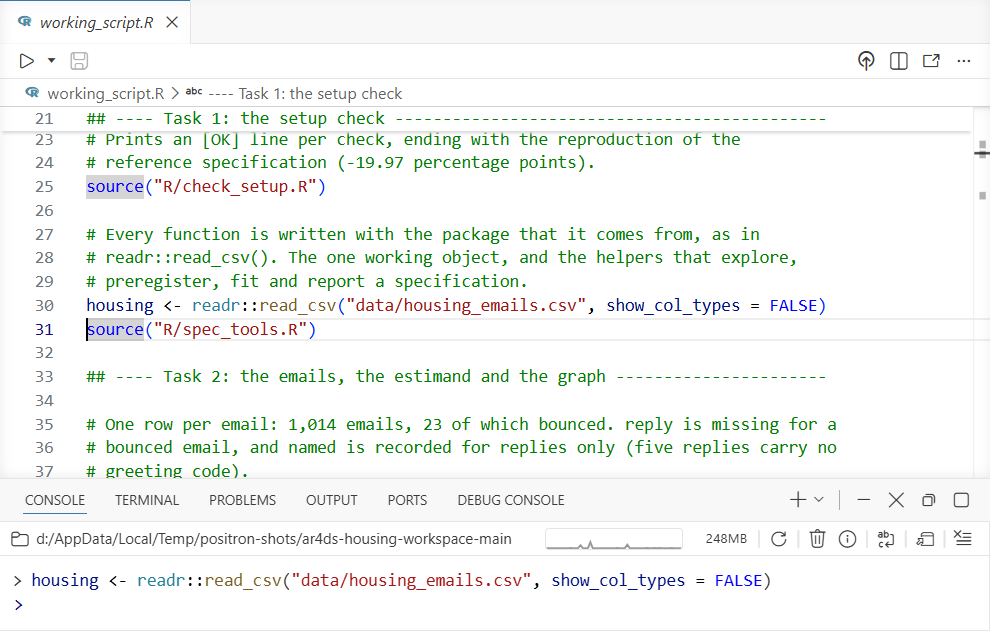 working_script.R
working_script.R > abc ---- Task 1: the setup check
21 ## ---- Task 1: the setup check ---------------------------------------------
23 # Prints an [OK] line per check, ending with the reproduction of the
24 # reference specification (-19.97 percentage points).
25 source("R/check_setup.R")
26
27 # Every function is written with the package that it comes from, as in
28 # readr::read_csv(). The one working object, and the helpers that explore,
29 # preregister, fit and report a specification.
30 housing <- readr::read_csv("data/housing_emails.csv", show_col_types = FALSE)
31 source("R/spec_tools.R")
32
33 ## ---- Task 2: the emails, the estimand and the graph ----------------------
34
35 # One row per email: 1,014 emails, 23 of which bounced. reply is missing for a
36 # bounced email, and named is recorded for replies only (five replies carry no
37 # greeting code).
CONSOLE TERMINAL PROBLEMS OUTPUT PORTS DEBUG CONSOLE
d:/AppData/Local/Temp/positron-shots/ar4ds-housing-workspace-main 248MB
> housing <- readr::read_csv("data/housing_emails.csv", show_col_types = FALSE)
>